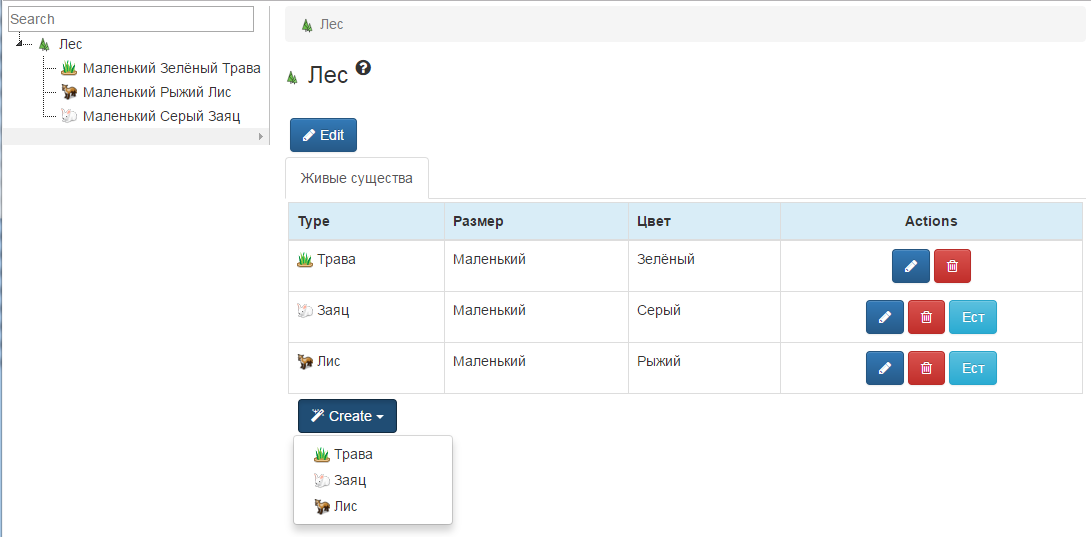 Search
Лес
Маленький Зелёный Трава
Маленький Рыжий Лис
Маленький Серый Заяц
Лес
Лес ?
Edit
Живые существа
Type Размер Цвет Actions
Трава Маленький Зелёный
Заяц Маленький Серый Ест
Лис Маленький Рыжий Ест
Create
Трава
Заяц
Лис